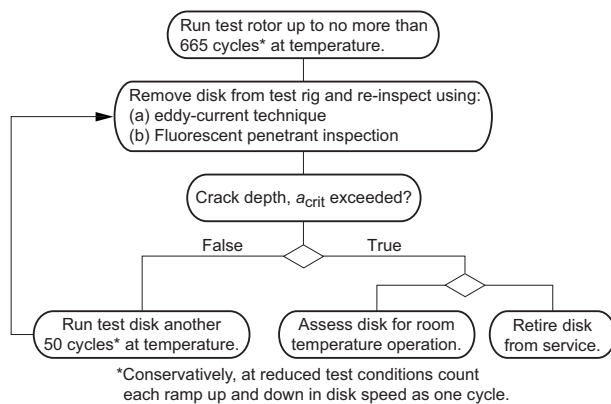 Run test rotor up to no more than
665 cycles* at temperature.
Remove disk from test rig and re-inspect using:
(a) eddy-current technique
(b) Fluorescent penetrant inspection
Crack depth, acrit exceeded?
False
True
Run test disk another
50 cycles* at temperature.
Assess disk for room
temperature operation.
Retire disk
from service.
*Conservatively, at reduced test conditions count
each ramp up and down in disk speed as one cycle.